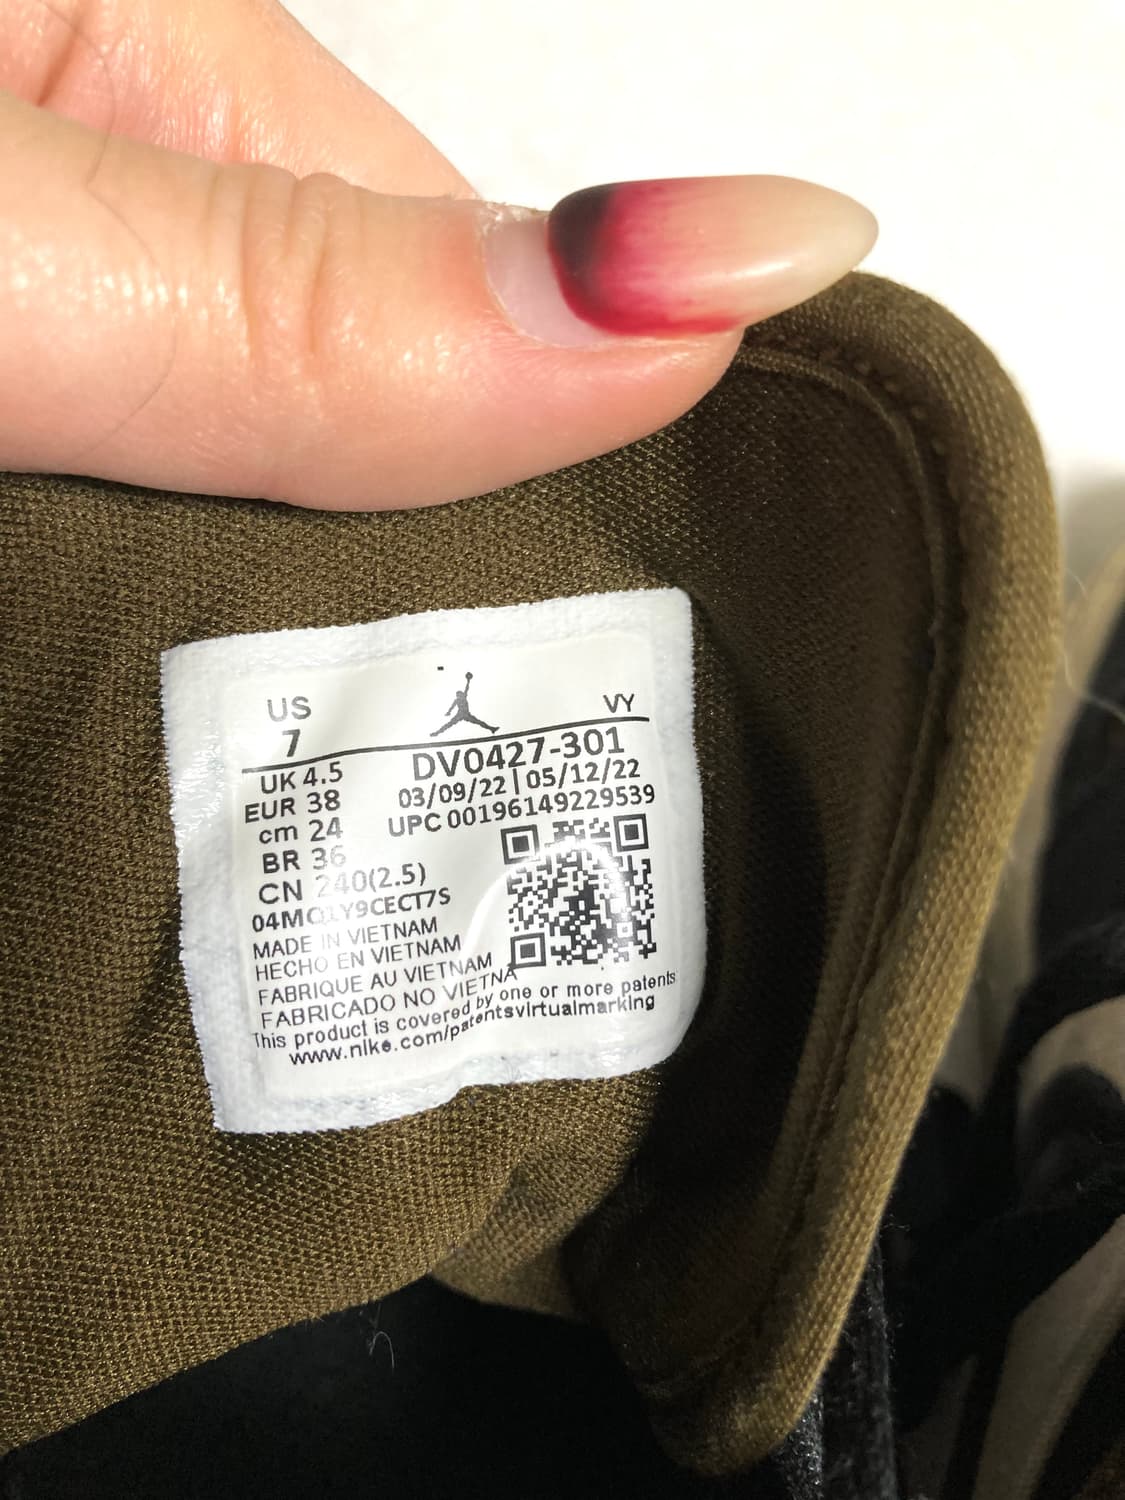 US
7
VY
UK 4.5
EUR 38
cm 24
BR 36
CN 240(2.5)
DV0427-301
03/09/22 | 05/12/22
UPC 00196149229539
04MQ1Y9CECT7S
MADE IN VIETNAM
HECHO EN VIETNAM
FABRIQUE AU VIETNAM
FABRICADO NO VIETNA
This product is covered by one or more patents
www.nike.com/patentsvirtualmarking